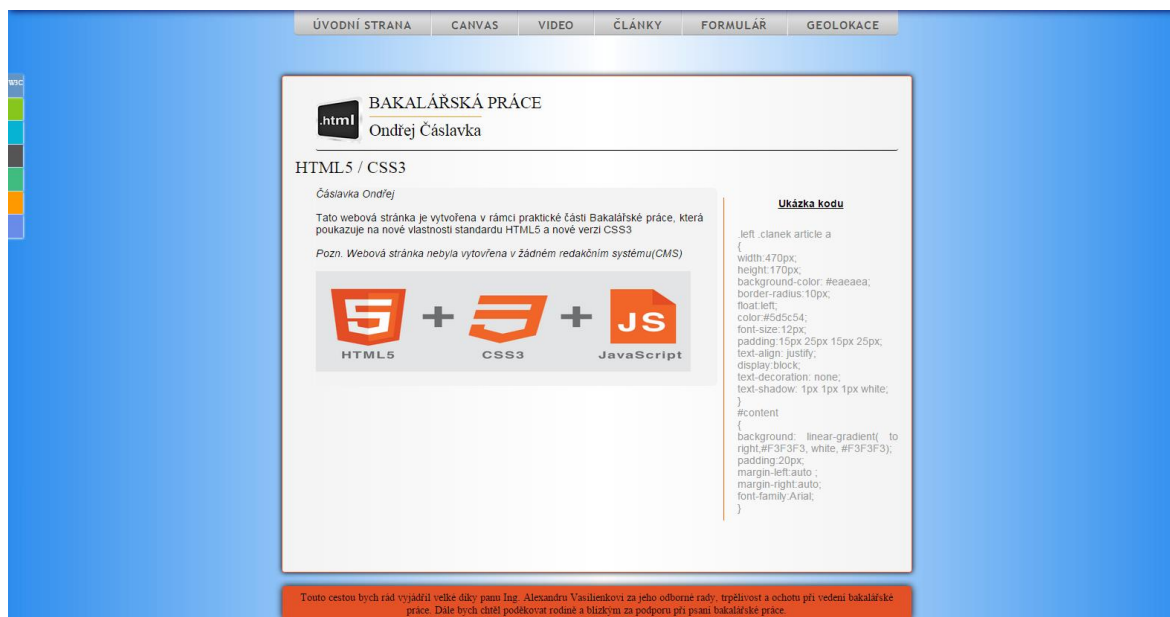 ÚVODNÍ STRANA CANVAS VIDEO ČLÁNKY FORMULÁŘ GEOLOKACE
.html
BAKALÁŘSKÁ PRÁCE
Ondřej Čáslavka
HTML5 / CSS3
Čáslavka Ondřej
Tato webová stránka je vytvořena v rámci praktické části Bakalářské práce, která
poukazuje na nové vlastnosti standardu HTML5 a nové verzi CSS3
Pozn. Webová stránka nebyla vytovřena v žádném redakčním systému(CMS)
HTML5 + CSS3 + JS JavaScript
Ukázka kodu
.left .clanek article a
{
width:470px;
height:170px;
background-color: #eaeaea;
border-radius:10px;
float:left;
color:#5d5c54;
font-size:12px;
padding:15px 25px 15px 25px;
text-align: justify;
display:block;
text-decoration: none;
text-shadow: 1px 1px 1px white;
}
#content
{
background: linear-gradient( to
right,#F3F3F3, white, #F3F3F3);
padding:20px;
margin-left:auto ;
margin-right:auto;
font-family:Arial;
}
Touto cestou bych rád vyjádřil velké díky panu Ing. Alexandru Vasilienkovi za jeho odborné rady, trpělivost a ochotu při vedení bakalářské
práce. Dále bych chtěl poděkovat rodině a blízkým za podporu při psaní bakalářské práce.